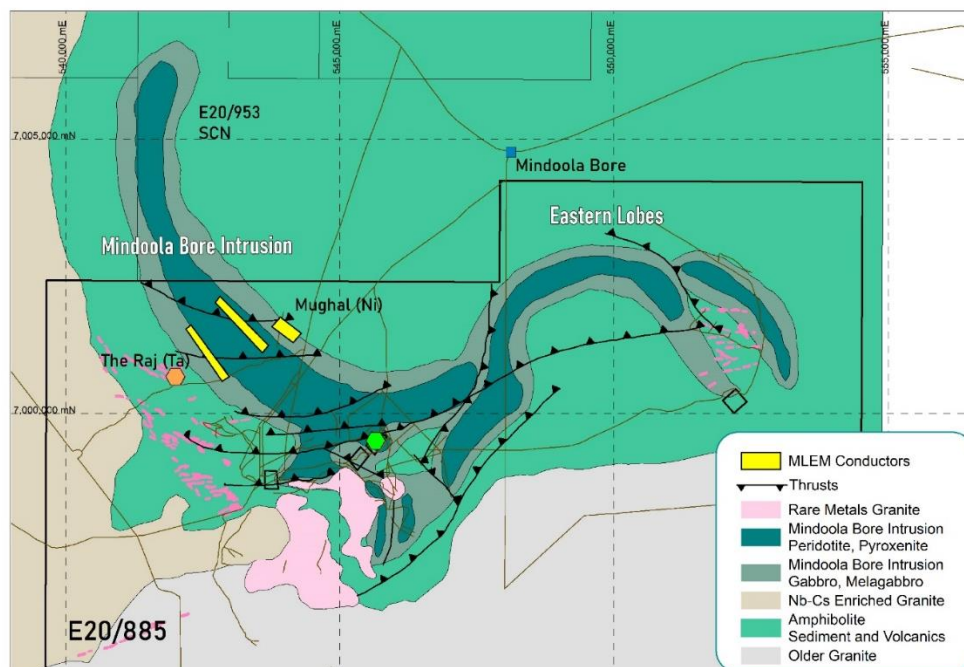 540,000 mE
545,000 mE
550,000 mE
555,000 mE
7,005,000 mN
E20/953
SCN
Mindoola Bore
Eastern Lobes
Mindoola Bore Intrusion
Mughal (Ni)
The Raj (Ta)
7,000,000 mN
E20/885
MLEM Conductors
Thrusts
Rare Metals Granite
Mindoola Bore Intrusion
Peridotite, Pyroxenite
Mindoola Bore Intrusion
Gabbro, Melagabbro
Nb-Cs Enriched Granite
Amphibolite
Sediment and Volcanics
Older Granite